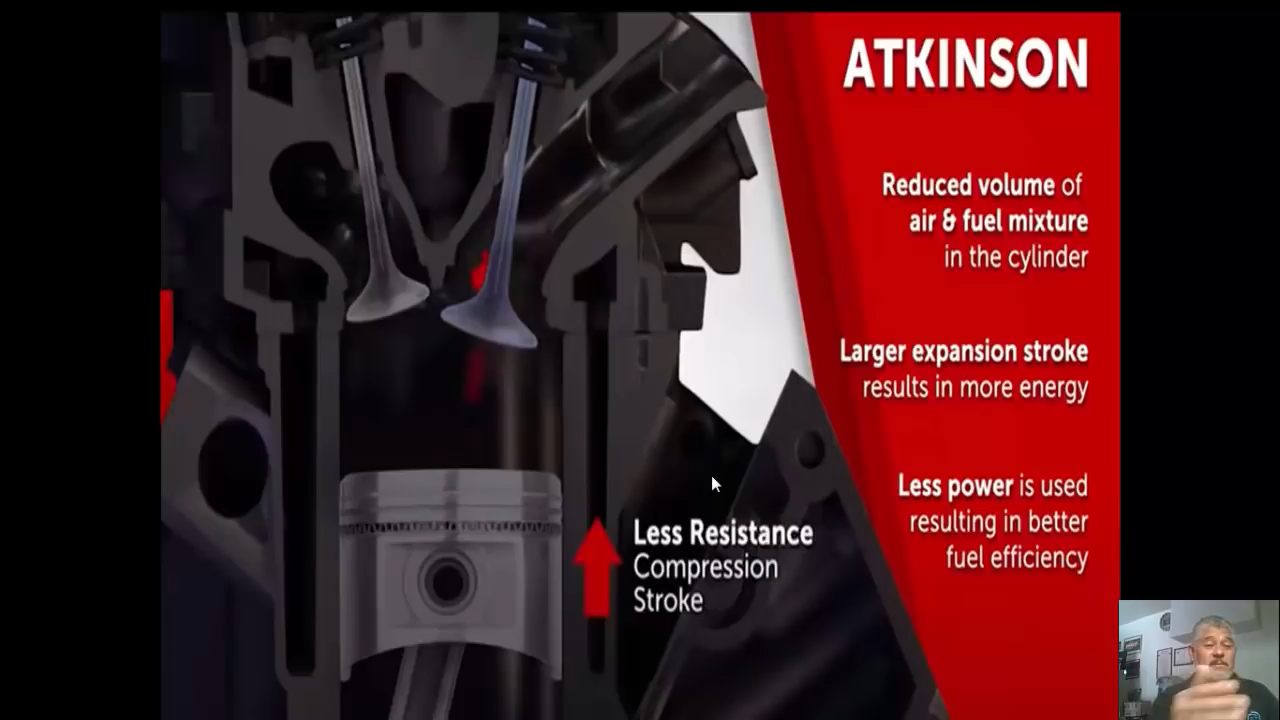 ATKINSON
Reduced volume of
air & fuel mixture
in the cylinder
Larger expansion stroke
results in more energy
Less power is used
resulting in better
fuel efficiency
Less Resistance
Compression
Stroke